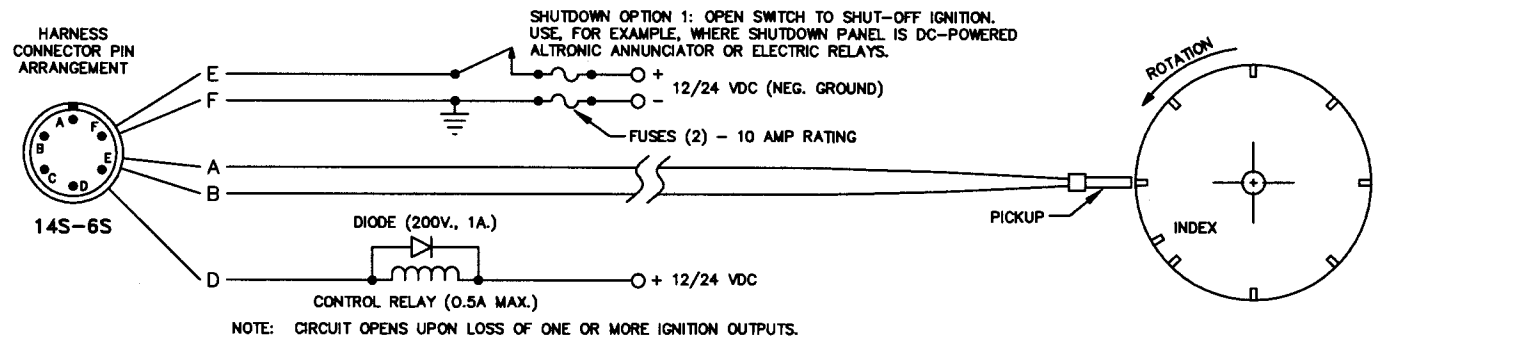 HARNESS
CONNECTOR PIN
ARRANGEMENT
SHUTDOWN OPTION 1: OPEN SWITCH TO SHUT-OFF IGNITION.
USE, FOR EXAMPLE, WHERE SHUTDOWN PANEL IS DC-POWERED
ALTRONIC ANNUNCIATOR OR ELECTRIC RELAYS.
E
+
F
-
12/24 VDC (NEG. GROUND)
FUSES (2) - 10 AMP RATING
A
F
B
E
C
D
14S-6S
A
B
PICKUP
ROTATION
INDEX
DIODE (200V., 1A.)
D
+ 12/24 VDC
CONTROL RELAY (0.5A MAX.)
NOTE: CIRCUIT OPENS UPON LOSS OF ONE OR MORE IGNITION OUTPUTS.